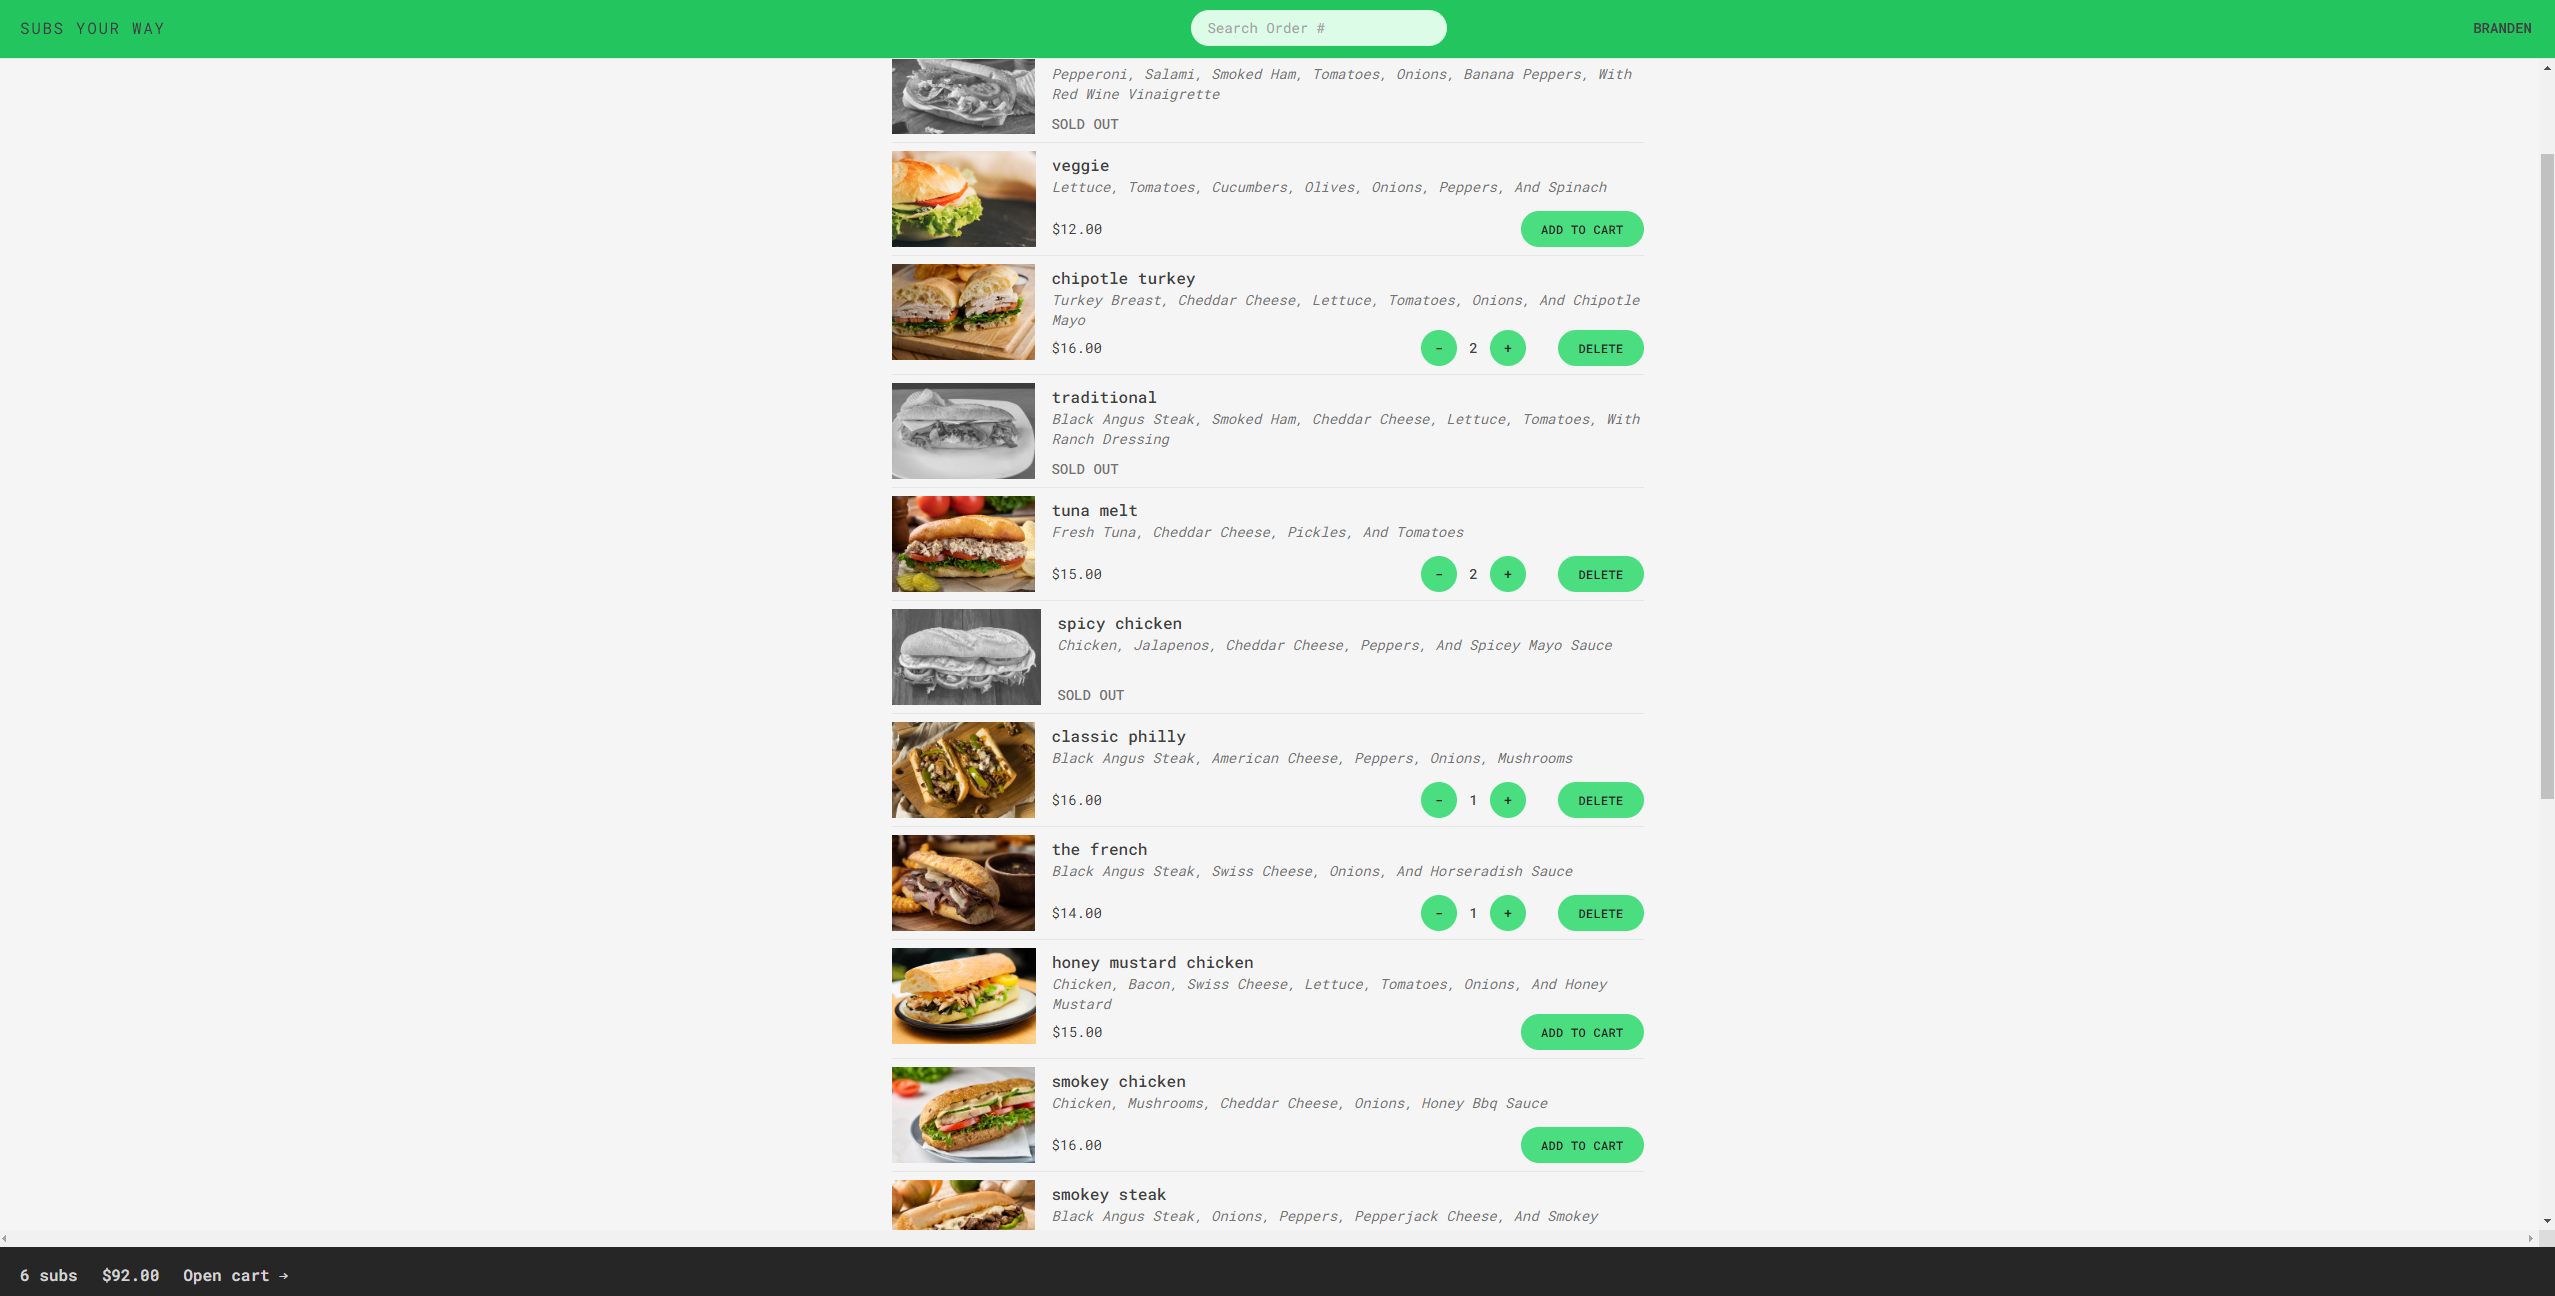 SUBS YOUR WAY
Search Order #
BRANDEN
Pepperoni, Salami, Smoked Ham, Tomatoes, Onions, Banana Peppers, With
Red Wine Vinaigrette
SOLD OUT
veggie
Lettuce, Tomatoes, Cucumbers, Olives, Onions, Peppers, And Spinach
$12.00
ADD TO CART
chipotle turkey
Turkey Breast, Cheddar Cheese, Lettuce, Tomatoes, Onions, And Chipotle
Mayo
$16.00
- 2 +
DELETE
traditional
Black Angus Steak, Smoked Ham, Cheddar Cheese, Lettuce, Tomatoes, With
Ranch Dressing
SOLD OUT
tuna melt
Fresh Tuna, Cheddar Cheese, Pickles, And Tomatoes
$15.00
- 2 +
DELETE
spicy chicken
Chicken, Jalapenos, Cheddar Cheese, Peppers, And Spicey Mayo Sauce
SOLD OUT
classic philly
Black Angus Steak, American Cheese, Peppers, Onions, Mushrooms
$16.00
- 1 +
DELETE
the french
Black Angus Steak, Swiss Cheese, Onions, And Horseradish Sauce
$14.00
- 1 +
DELETE
honey mustard chicken
Chicken, Bacon, Swiss Cheese, Lettuce, Tomatoes, Onions, And Honey
Mustard
$15.00
ADD TO CART
smokey chicken
Chicken, Mushrooms, Cheddar Cheese, Onions, Honey Bbq Sauce
$16.00
ADD TO CART
smokey steak
Black Angus Steak, Onions, Peppers, Pepperjack Cheese, And Smokey
6 subs $92.00 Open cart →